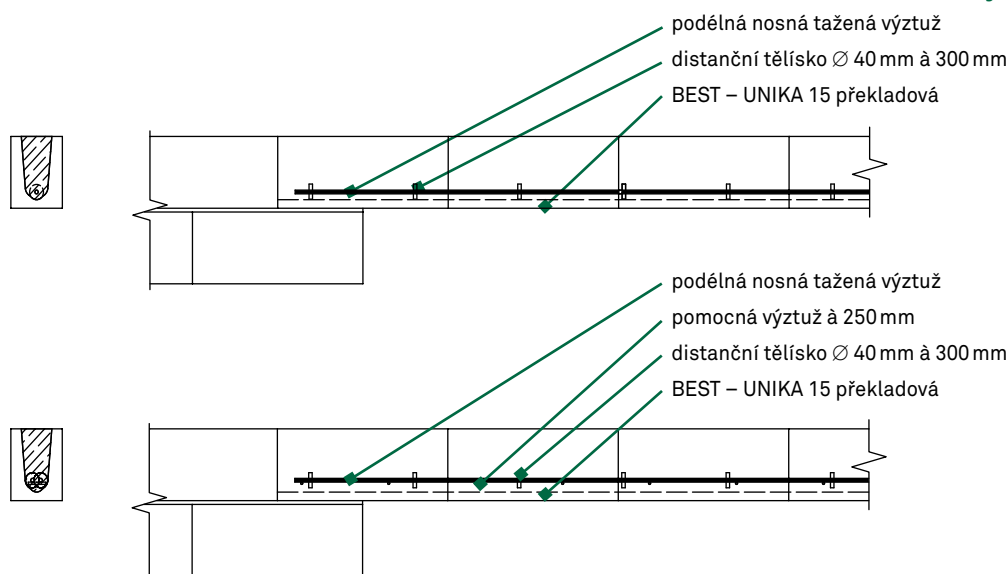 podélná nosná tažená výztuž
distanční tělísko ∅ 40 mm à 300 mm
BEST – UNIKA 15 překladová
podélná nosná tažená výztuž
pomocná výztuž à 250 mm
distanční tělísko ∅ 40 mm à 300 mm
BEST – UNIKA 15 překladová